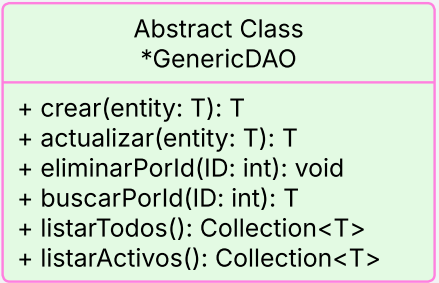 Abstract Class
*GenericDAO
+ crear(entity: T): T
+ actualizar(entity: T): T
+ eliminarPorId(ID: int): void
+ buscarPorId(ID: int): T
+ listarTodos(): Collection<T>
+ listarActivos(): Collection<T>